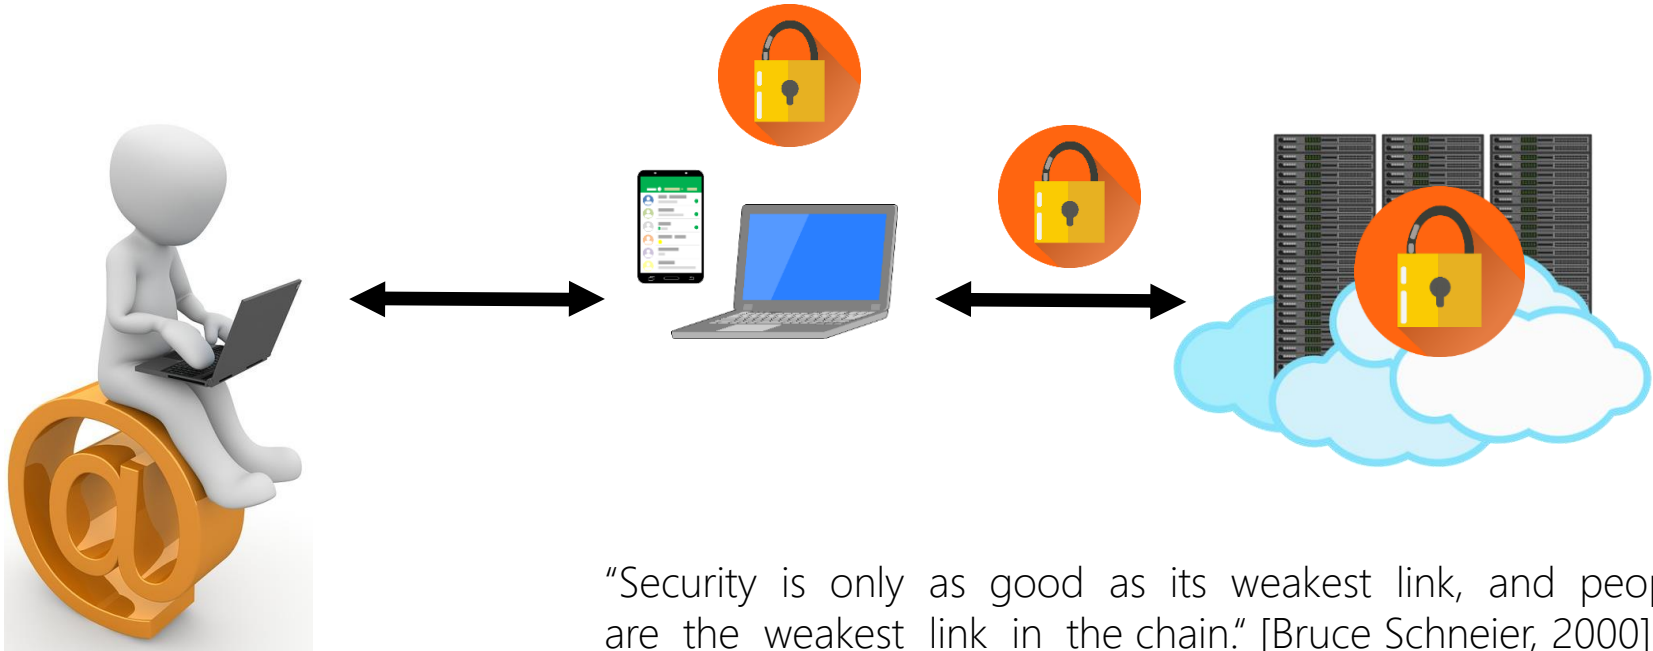 “Security is only as good as its weakest link, and peop
are the weakest link in the chain.“ [Bruce Schneier, 2000]